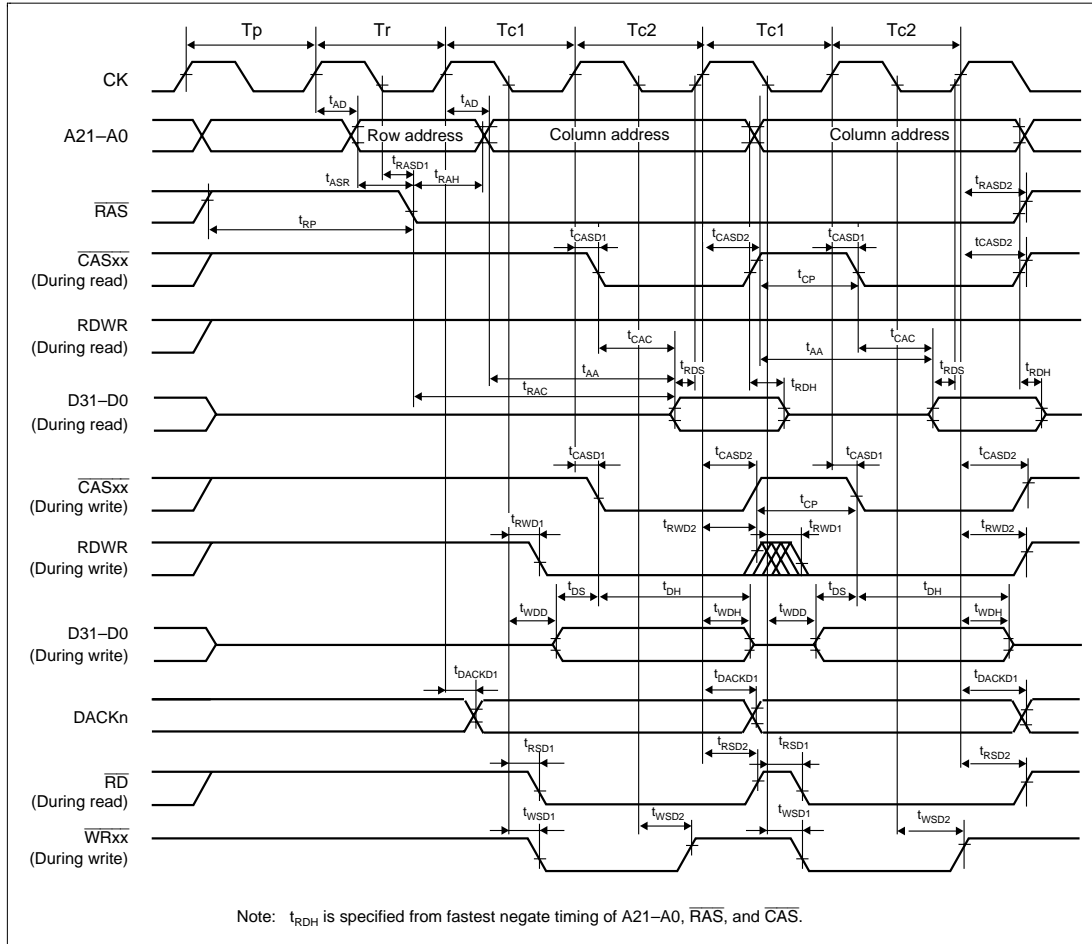 Tp Tr Tc1 Tc2 Tc1 Tc2
CK
tAD tAD
A21–A0 Row address Column address Column address
tRASD1
tASR tRAH tRASD2
RAS
tRP
tCASD1 tCASD2 tCASD1 tCASD2
CASxx
(During read)
tCP
RDWR
(During read)
tCAC tCAC
tAA tRDS tAA tRDS tRDH
tRAC tRDH
D31–D0
(During read)
tCASD1 tCASD2 tCASD1 tCASD2
CASxx
(During write)
tCP
tRWD1 tRWD2 tRWD1 tRWD2
RDWR
(During write)
tDS tDH tDS tDH
tWDD tWDH tWDD tWDH
D31–D0
(During write)
tDACKD1 tDACKD1 tDACKD1
DACKn
tRSD1 tRSD2 tRSD1 tRSD2
RD
(During read)
tWSD1 tWSD2 tWSD1 tWSD2
WRxx
(During write)
Note: tRDH is specified from fastest negate timing of A21–A0, RAS, and CAS.